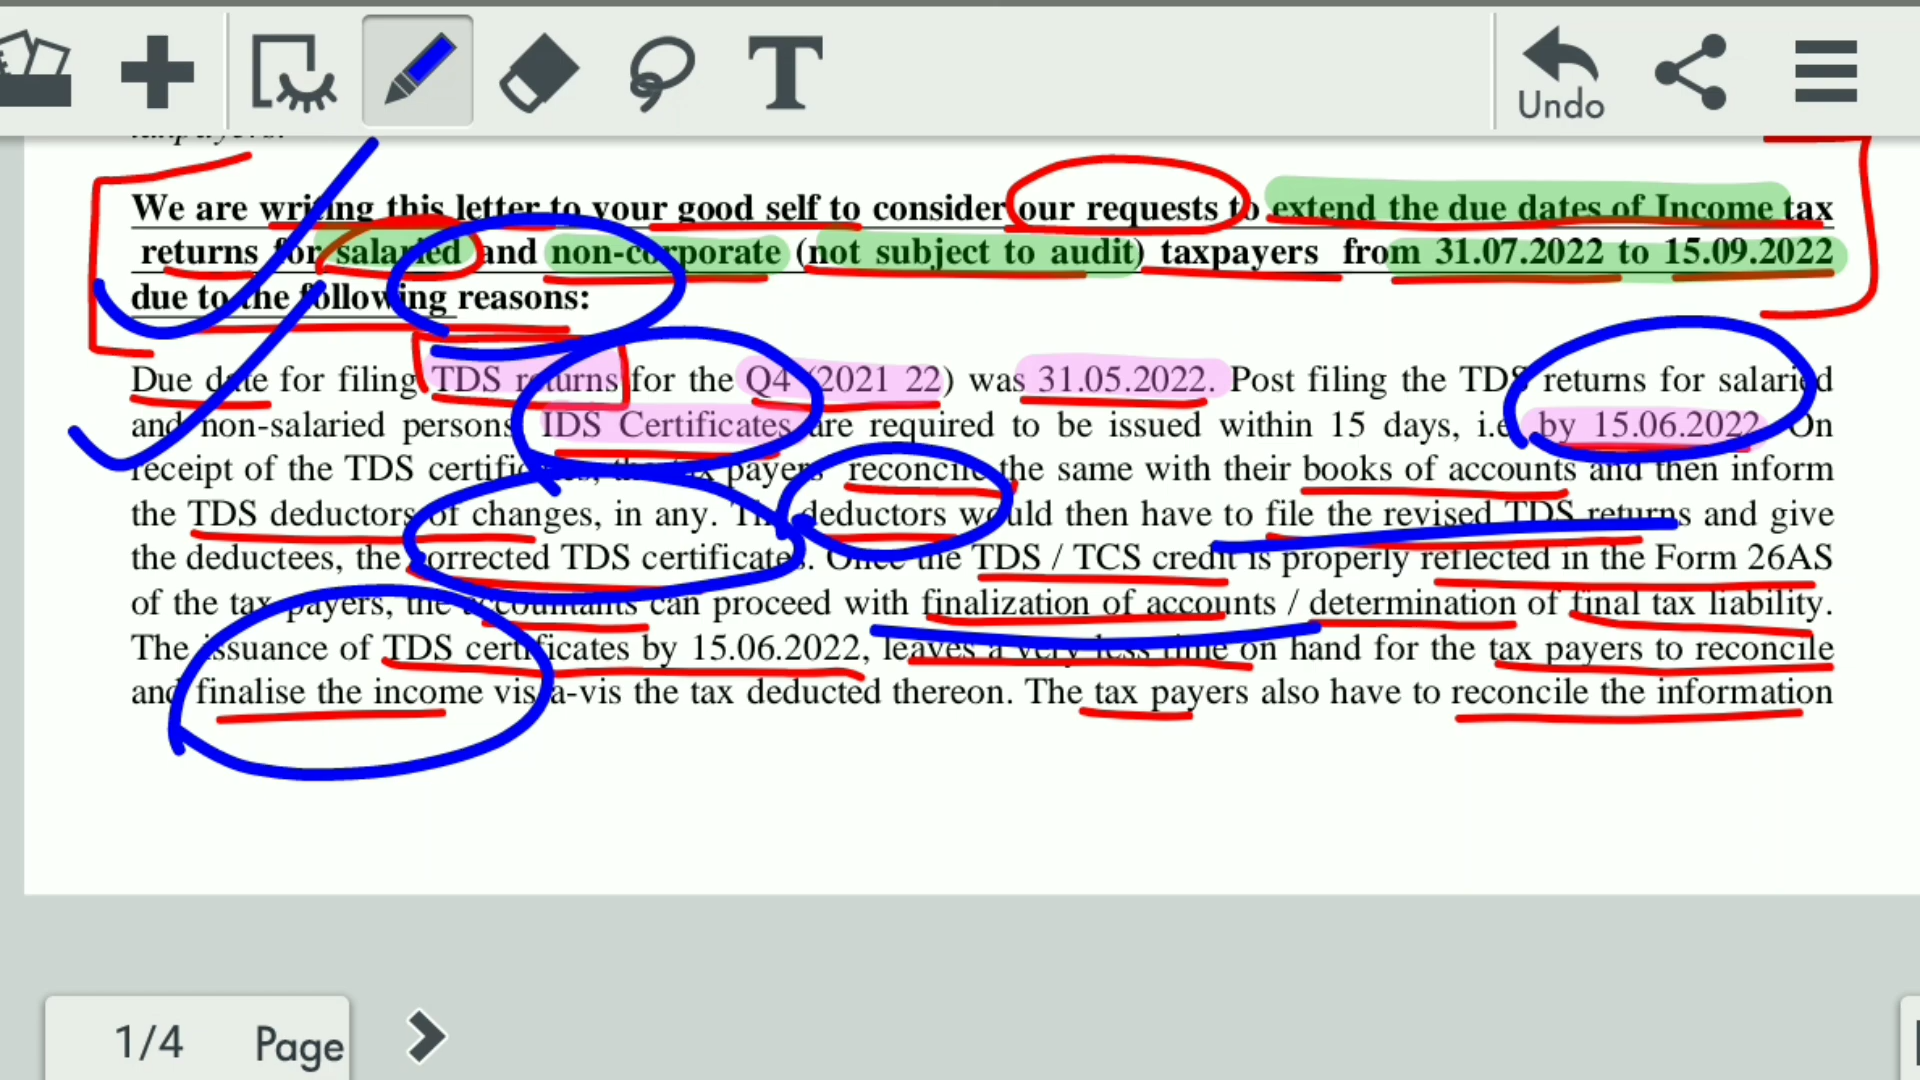 T
Undo
We are writing this letter to your good self to consider our requests to extend the due dates of Income tax
returns for salaried and non-corporate (not subject to audit) taxpayers from 31.07.2022 to 15.09.2022
due to the following reasons:
Due date for filing TDS returns for the Q4 (2021 22) was 31.05.2022. Post filing the TDS returns for salaried
and non-salaried persons IDS Certificates are required to be issued within 15 days, i.e by 15.06.2022 On
receipt of the TDS certificates, the tax payers reconcile the same with their books of accounts and then inform
the TDS deductors of changes, in any. The deductors would then have to file the revised TDS returns and give
the deductees, the corrected TDS certificates. Once the TDS / TCS credit is properly reflected in the Form 26AS
of the tax payers, the accountants can proceed with finalization of accounts / determination of final tax liability.
The issuance of TDS certificates by 15.06.2022, leaves a very less time on hand for the tax payers to reconcile
and finalise the income vis a-vis the tax deducted thereon. The tax payers also have to reconcile the information
1/4 Page